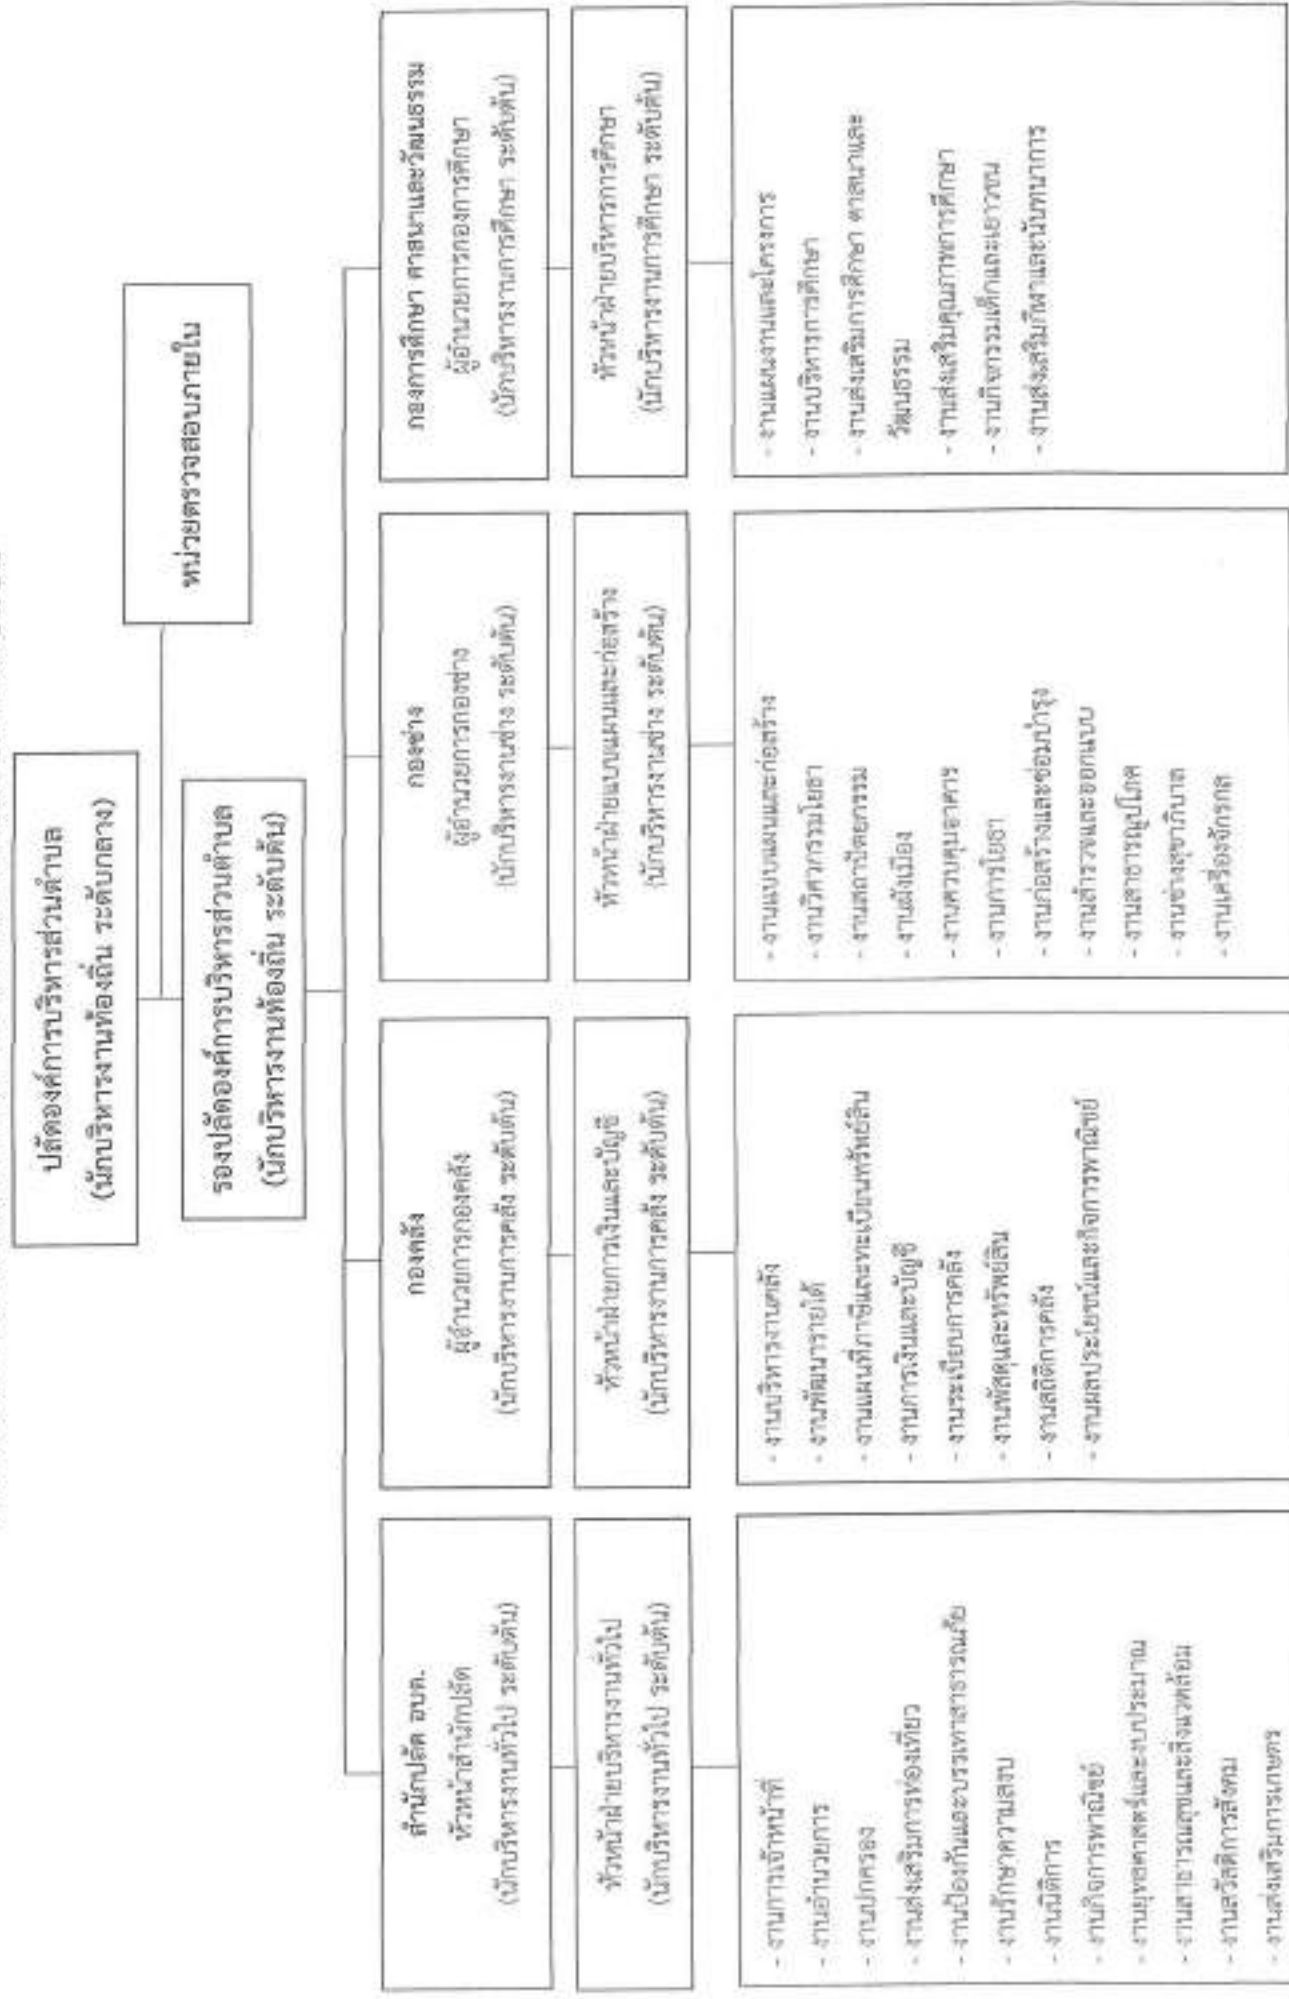 ปลัดองค์การบริหารส่วนตำบล
(นักบริหารงานท้องถิ่น ระดับกลาง)
หน่วยตรวจสอบภายใน
รองปลัดองค์การบริหารส่วนตำบล
(นักบริหารงานท้องถิ่น ระดับต้น)
สำนักปลัด อบต.
หัวหน้าสำนักปลัด
(นักบริหารงานทั่วไป ระดับต้น)
หัวหน้าฝ่ายบริหารงานทั่วไป
(นักบริหารงานทั่วไป ระดับต้น)
- งานการเจ้าหน้าที่
- งานอำนวยการ
- งานปกครอง
- งานส่งเสริมการท่องเที่ยว
- งานป้องกันและบรรเทาสาธารณภัย
- งานรักษาความสงบ
- งานนิติการ
- งานกิจการพาณิชย์
- งานยุทธศาสตร์และงบประมาณ
- งานสาธารณสุขและสิ่งแวดล้อม
- งานสวัสดิการสังคม
- งานส่งเสริมการเกษตร
กองคลัง
ผู้อำนวยการกองคลัง
(นักบริหารงานการคลัง ระดับต้น)
หัวหน้าฝ่ายการเงินและบัญชี
(นักบริหารงานการคลัง ระดับต้น)
- งานบริหารงานคลัง
- งานพัฒนารายได้
- งานแผนที่ภาษีและทะเบียนทรัพย์สิน
- งานการเงินและบัญชี
- งานระเบียบการคลัง
- งานพัสดุและทรัพย์สิน
- งานสถิติการคลัง
- งานผลประโยชน์และกิจการพาณิชย์
กองช่าง
ผู้อำนวยการกองช่าง
(นักบริหารงานช่าง ระดับต้น)
หัวหน้าฝ่ายแบบแผนและก่อสร้าง
(นักบริหารงานช่าง ระดับต้น)
- งานแบบแผนและก่อสร้าง
- งานวิศวกรรมโยธา
- งานสถาปัตยกรรม
- งานผังเมือง
- งานควบคุมอาคาร
- งานการโยธา
- งานก่อสร้างและซ่อมบำรุง
- งานสำรวจและออกแบบ
- งานสาธารณูปโภค
- งานช่างสุขาภิบาล
- งานเครื่องจักรกล
กองการศึกษา ศาสนาและวัฒนธรรม
ผู้อำนวยการกองการศึกษา
(นักบริหารงานการศึกษา ระดับต้น)
หัวหน้าฝ่ายบริหารการศึกษา
(นักบริหารงานการศึกษา ระดับต้น)
- งานแผนงานและโครงการ
- งานบริหารการศึกษา
- งานส่งเสริมการศึกษา ศาสนาและ
วัฒนธรรม
- งานส่งเสริมคุณภาพการศึกษา
- งานกิจกรรมเด็กและเยาวชน
- งานส่งเสริมกีฬาและนันทนาการ